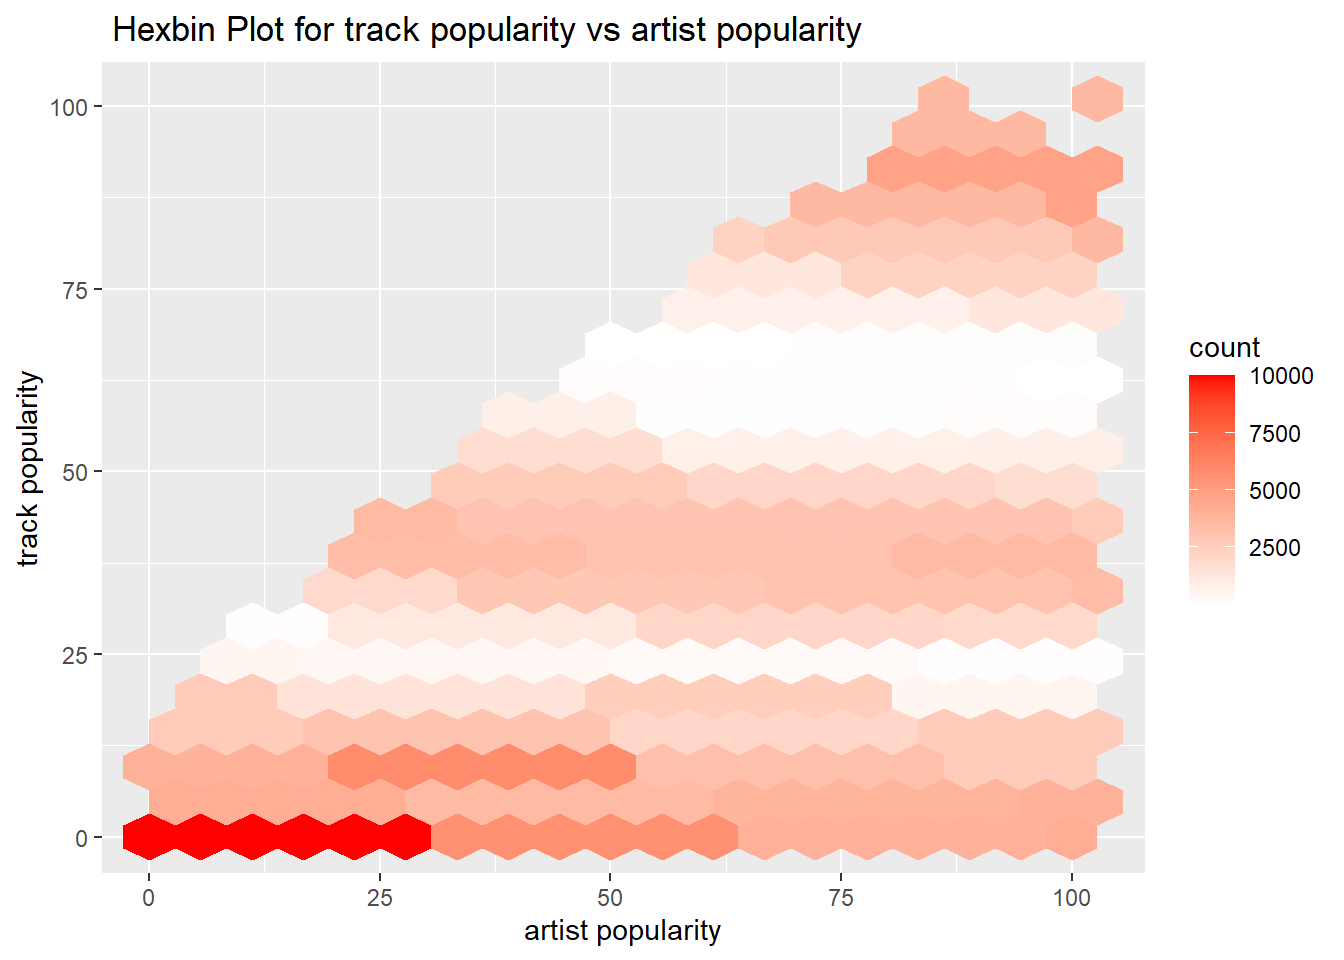 Hexbin Plot for track popularity vs artist popularity
track popularity
100
75
50
25
0
0 25 50 75 100
artist popularity
count
10000
7500
5000
2500